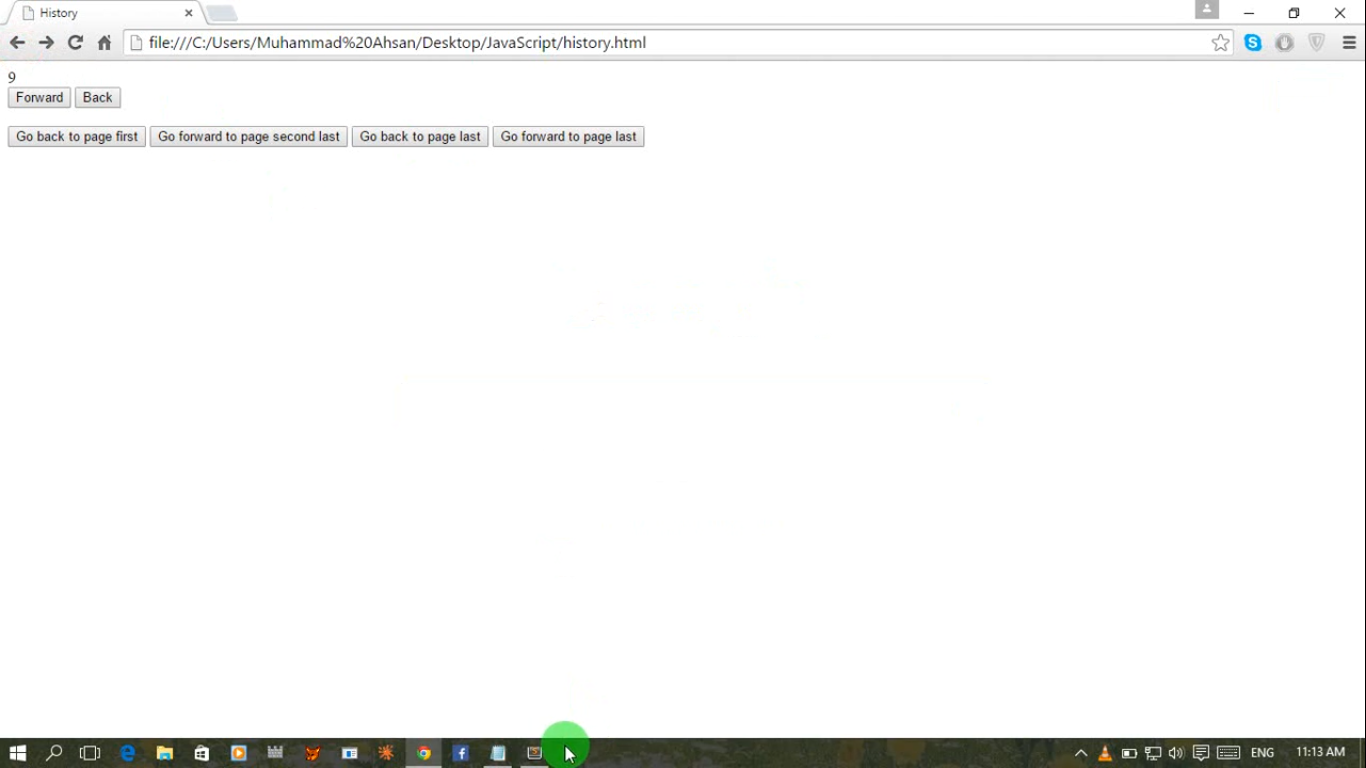 History
file:///C:/Users/Muhammad%20Ahsan/Desktop/JavaScript/history.html
9
Forward Back
Go back to page first Go forward to page second last Go back to page last Go forward to page last
ENG 11:13 AM